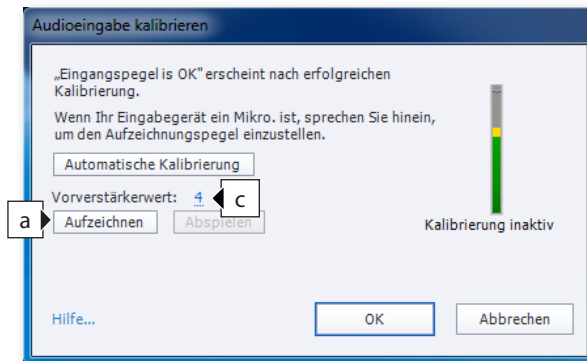 Audioeingabe kalibrieren
„Eingangspegel is OK" erscheint nach erfolgreichen
Kalibrierung.
Wenn Ihr Eingabegerät ein Mikro. ist, sprechen Sie hinein,
um den Aufzeichnungspegel einzustellen.
Automatische Kalibrierung
Vorverstärkerwert: 4 c
a Aufzeichnen Abspielen
Kalibrierung inaktiv
Hilfe... OK Abbrechen